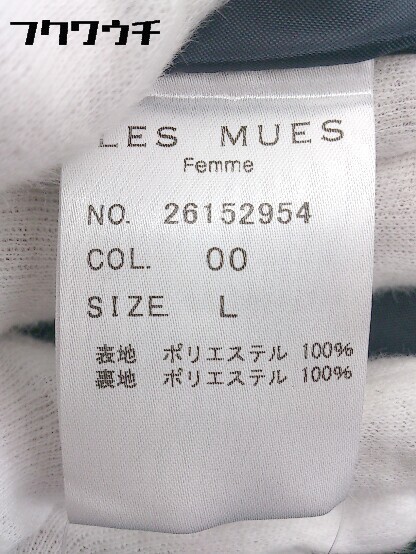 フクワウチ
LES MUES
Femme
NO. 26152954
COL. 00
SIZE L
表地 ポリエステル 100%
裏地 ポリエステル 100%